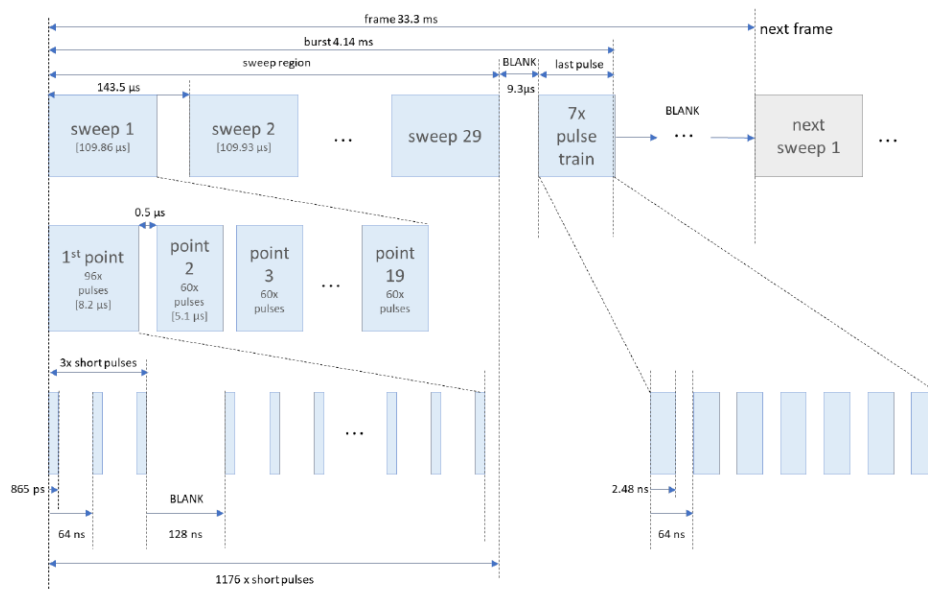 frame 33.3 ms
next frame
burst 4.14 ms
sweep region
BLANK
last pulse
143.5 µs
9.3µs
sweep 1
[109.86 µs]
sweep 2
[109.93 µs]
...
sweep 29
7x
pulse
train
BLANK
...
next
sweep 1
...
0.5 µs
1st point
96x
pulses
[8.2 µs]
point
2
60x
pulses
[5.1 µs]
point
3
60x
pulses
...
point
19
60x
pulses
3x short pulses
...
865 ps
BLANK
64 ns
128 ns
2.48 ns
64 ns
1176 x short pulses